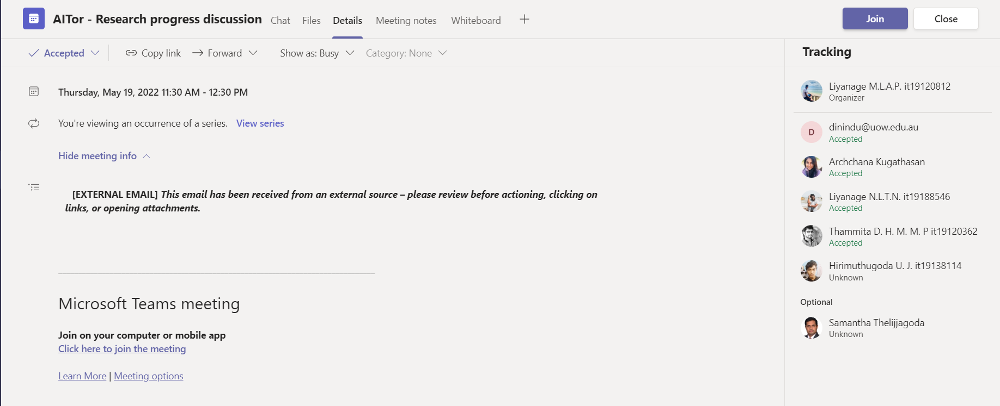 AITor - Research progress discussion
Chat
Files
Details
Meeting notes
Whiteboard
Join
Close
Accepted
Copy link
Forward
Show as: Busy
Category: None
Thursday, May 19, 2022 11:30 AM - 12:30 PM
You're viewing an occurrence of a series. View series
Hide meeting info
[EXTERNAL EMAIL] This email has been received from an external source – please review before actioning, clicking on
links, or opening attachments.
Microsoft Teams meeting
Join on your computer or mobile app
Click here to join the meeting
Learn More | Meeting options
Tracking
Liyanage M.L.A.P. it19120812
Organizer
D
dinindu@uow.edu.au
Accepted
Archchana Kugathasan
Accepted
Liyanage N.L.T.N. it19188546
Accepted
Thammita D. H. M. M. P it19120362
Accepted
Hirimuthugoda U. J. it19138114
Unknown
Optional
Samantha Thelijjagoda
Unknown